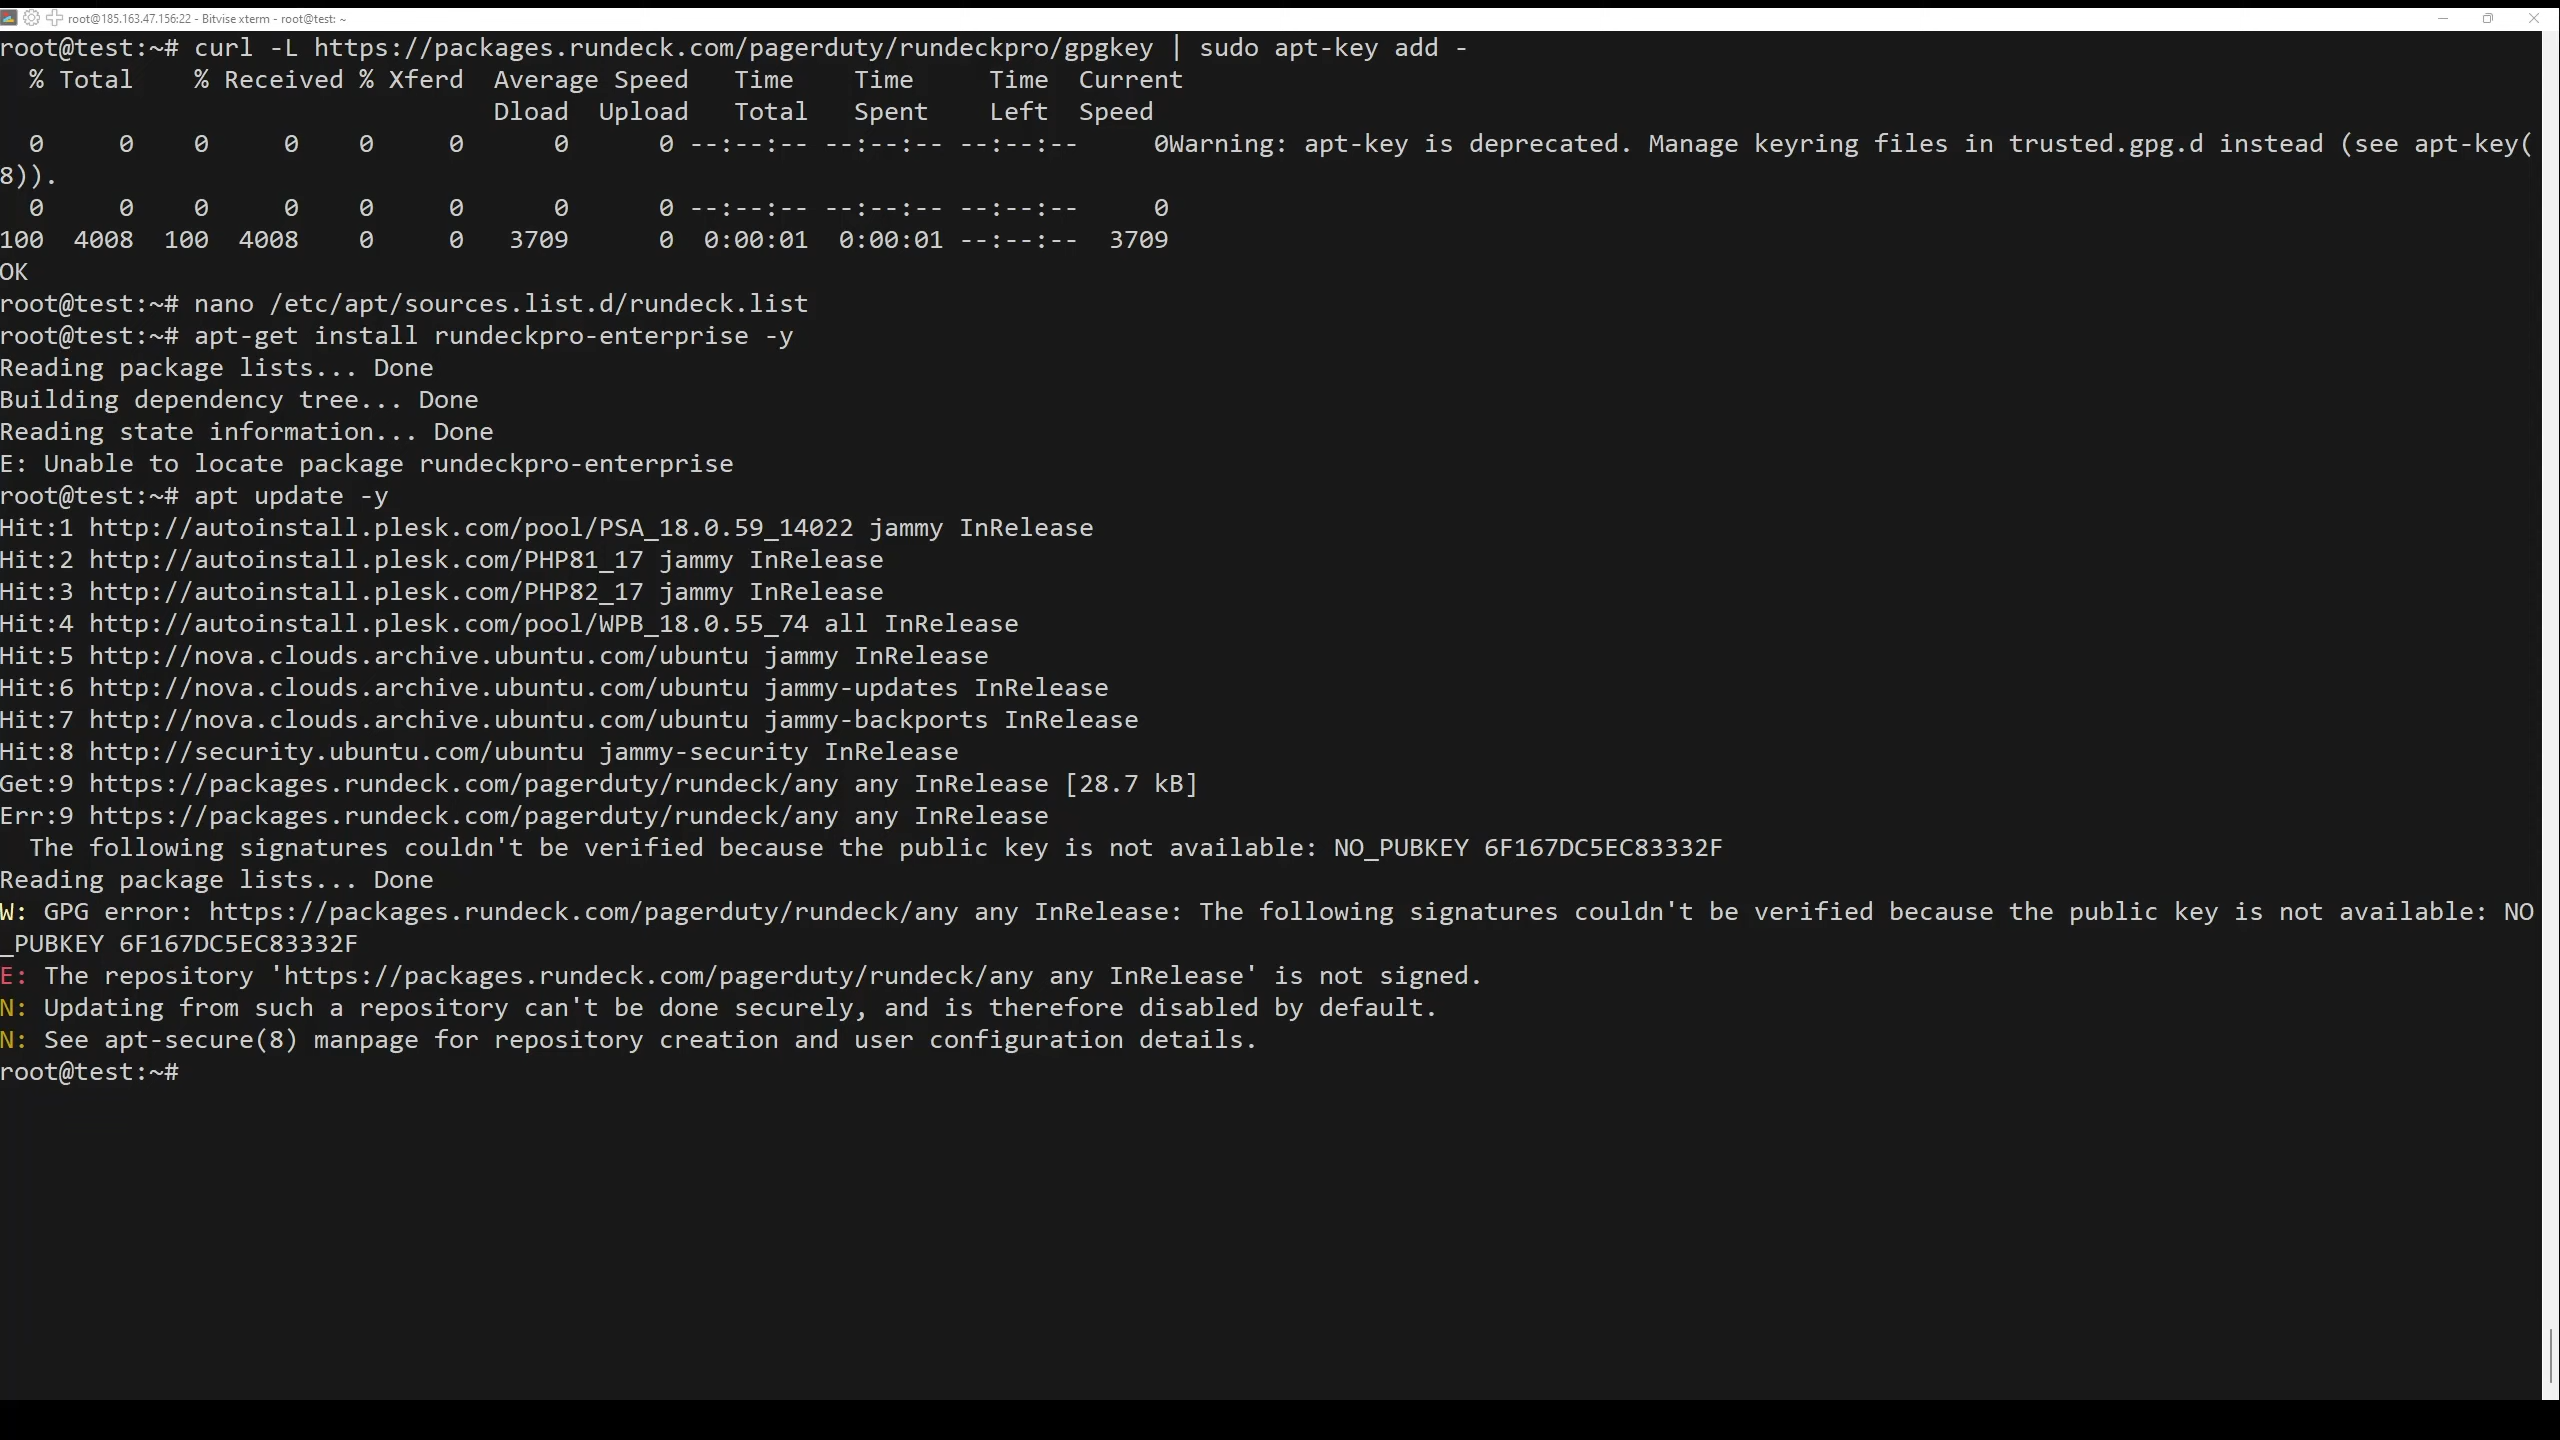 root@185.163.47.156:22 - Bitvise xterm - root@test: ~
root@test:~# curl -L https://packages.rundeck.com/pagerduty/rundeckpro/gpgkey | sudo apt-key add -
  % Total    % Received % Xferd  Average Speed   Time    Time     Time  Current
                                 Dload  Upload   Total   Spent    Left  Speed
  0     0    0     0    0     0      0      0 --:--:-- --:--:-- --:--:--     0Warning: apt-key is deprecated. Manage keyring files in trusted.gpg.d instead (see apt-key(
8)).
  0     0    0     0    0     0      0      0 --:--:-- --:--:-- --:--:--     0
100  4008  100  4008    0     0   3709      0  0:00:01  0:00:01 --:--:--  3709
OK
root@test:~# nano /etc/apt/sources.list.d/rundeck.list
root@test:~# apt-get install rundeckpro-enterprise -y
Reading package lists... Done
Building dependency tree... Done
Reading state information... Done
E: Unable to locate package rundeckpro-enterprise
root@test:~# apt update -y
Hit:1 http://autoinstall.plesk.com/pool/PSA_18.0.59_14022 jammy InRelease
Hit:2 http://autoinstall.plesk.com/PHP81_17 jammy InRelease
Hit:3 http://autoinstall.plesk.com/PHP82_17 jammy InRelease
Hit:4 http://autoinstall.plesk.com/pool/WPB_18.0.55_74 all InRelease
Hit:5 http://nova.clouds.archive.ubuntu.com/ubuntu jammy InRelease
Hit:6 http://nova.clouds.archive.ubuntu.com/ubuntu jammy-updates InRelease
Hit:7 http://nova.clouds.archive.ubuntu.com/ubuntu jammy-backports InRelease
Hit:8 http://security.ubuntu.com/ubuntu jammy-security InRelease
Get:9 https://packages.rundeck.com/pagerduty/rundeck/any any InRelease [28.7 kB]
Err:9 https://packages.rundeck.com/pagerduty/rundeck/any any InRelease
  The following signatures couldn't be verified because the public key is not available: NO_PUBKEY 6F167DC5EC83332F
Reading package lists... Done
W: GPG error: https://packages.rundeck.com/pagerduty/rundeck/any any InRelease: The following signatures couldn't be verified because the public key is not available: NO
_PUBKEY 6F167DC5EC83332F
E: The repository 'https://packages.rundeck.com/pagerduty/rundeck/any any InRelease' is not signed.
N: Updating from such a repository can't be done securely, and is therefore disabled by default.
N: See apt-secure(8) manpage for repository creation and user configuration details.
root@test:~#